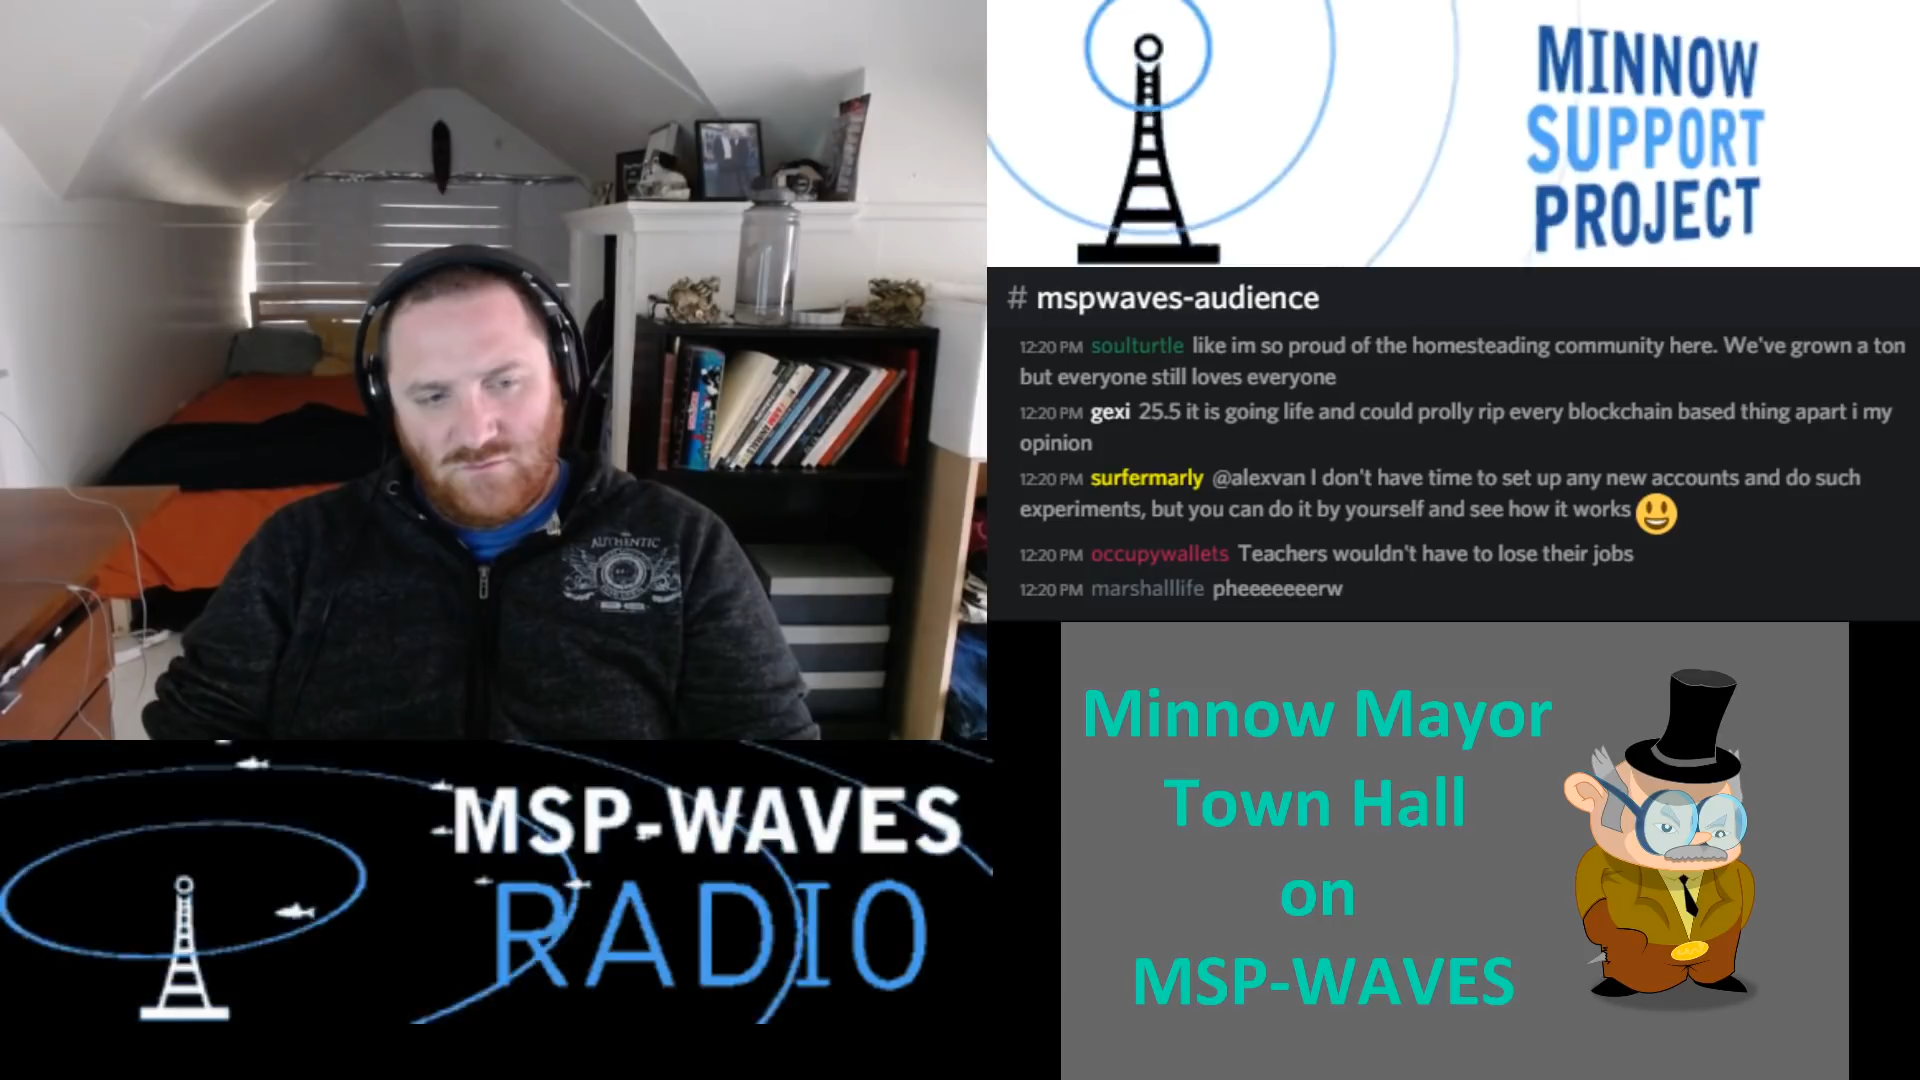 MINNOW
SUPPORT
PROJECT
# mspwaves-audience
12:20 PM soulturtle like im so proud of the homesteading community here. We've grown a ton
but everyone still loves everyone
12:20 PM gexi 25.5 it is going life and could prolly rip every blockchain based thing apart i my
opinion
12:20 PM surfermarly @alexvan I don't have time to set up any new accounts and do such
experiments, but you can do it by yourself and see how it works
12:20 PM occupywallets Teachers wouldn't have to lose their jobs
12:20 PM marshalllife pheeeeeeerw
AUTHENTIC
MSP-WAVES
RADIO
Minnow Mayor
Town Hall
on
MSP-WAVES